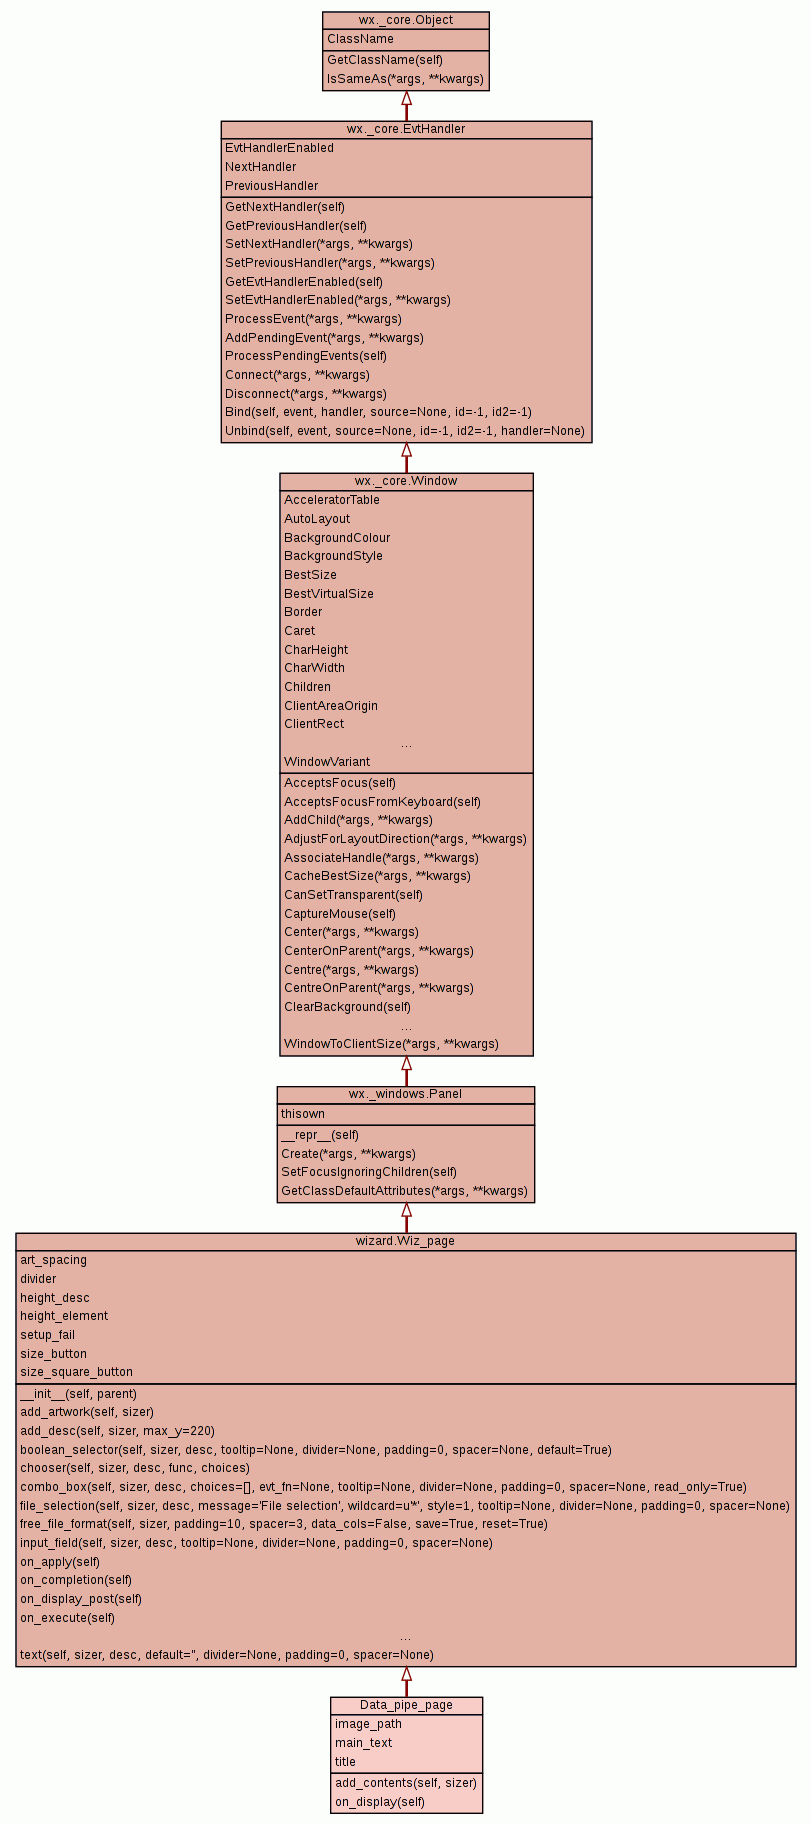 wx._core.Object
ClassName
GetClassName(self)
IsSameAs(*args, **kwargs)
wx._core.EvtHandler
EvtHandlerEnabled
NextHandler
PreviousHandler
GetNextHandler(self)
GetPreviousHandler(self)
SetNextHandler(*args, **kwargs)
SetPreviousHandler(*args, **kwargs)
GetEvtHandlerEnabled(self)
SetEvtHandlerEnabled(*args, **kwargs)
ProcessEvent(*args, **kwargs)
AddPendingEvent(*args, **kwargs)
ProcessPendingEvents(self)
Connect(*args, **kwargs)
Disconnect(*args, **kwargs)
Bind(self, event, handler, source=None, id=-1, id2=-1)
Unbind(self, event, source=None, id=-1, id2=-1, handler=None)
wx._core.Window
AcceleratorTable
AutoLayout
BackgroundColour
BackgroundStyle
BestSize
BestVirtualSize
Border
Caret
CharHeight
CharWidth
Children
ClientAreaOrigin
ClientRect
...
WindowVariant
AcceptsFocus(self)
AcceptsFocusFromKeyboard(self)
AddChild(*args, **kwargs)
AdjustForLayoutDirection(*args, **kwargs)
AssociateHandle(*args, **kwargs)
CacheBestSize(*args, **kwargs)
CanSetTransparent(self)
CaptureMouse(self)
Center(*args, **kwargs)
CenterOnParent(*args, **kwargs)
Centre(*args, **kwargs)
CentreOnParent(*args, **kwargs)
ClearBackground(self)
...
WindowToClientSize(*args, **kwargs)
wx._windows.Panel
thisown
__repr__(self)
Create(*args, **kwargs)
SetFocusIgnoringChildren(self)
GetClassDefaultAttributes(*args, **kwargs)
wizard.Wiz_page
art_spacing
divider
height_desc
height_element
setup_fail
size_button
size_square_button
__init__(self, parent)
add_artwork(self, sizer)
add_desc(self, sizer, max_y=220)
boolean_selector(self, sizer, desc, tooltip=None, divider=None, padding=0, spacer=None, default=True)
chooser(self, sizer, desc, func, choices)
combo_box(self, sizer, desc, choices=[], evt_fn=None, tooltip=None, divider=None, padding=0, spacer=None, read_only=True)
file_selection(self, sizer, desc, message='File selection', wildcard=u'*', style=1, tooltip=None, divider=None, padding=0, spacer=None)
free_file_format(self, sizer, padding=10, spacer=3, data_cols=False, save=True, reset=True)
input_field(self, sizer, desc, tooltip=None, divider=None, padding=0, spacer=None)
on_apply(self)
on_completion(self)
on_display_post(self)
on_execute(self)
...
text(self, sizer, desc, default='', divider=None, padding=0, spacer=None)
Data_pipe_page
image_path
main_text
title
add_contents(self, sizer)
on_display(self)